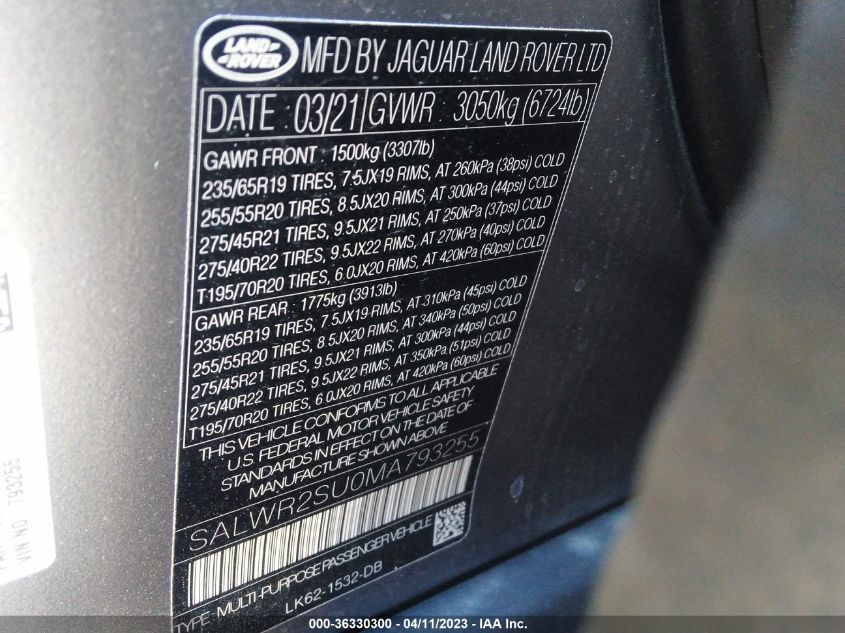 LAND ROVER
MFD BY JAGUAR LAND ROVER LTD
DATE 03/21 GVWR : 3050kg (6724lb)
GAWR FRONT : 1500kg (3307lb)
235/65R19 TIRES, 7.5JX19 RIMS, AT 260kPa (38psi) COLD
255/55R20 TIRES, 8.5JX20 RIMS, AT 300kPa (44psi) COLD
275/45R21 TIRES, 9.5JX21 RIMS, AT 250kPa (37psi) COLD
275/40R22 TIRES, 9.5JX22 RIMS, AT 270kPa (40psi) COLD
T195/70R20 TIRES, 6.0JX20 RIMS, AT 420kPa (60psi) COLD
GAWR REAR : 1775kg (3913lb)
235/65R19 TIRES, 7.5JX19 RIMS, AT 310kPa (45psi) COLD
255/55R20 TIRES, 8.5JX20 RIMS, AT 340kPa (50psi) COLD
275/45R21 TIRES, 9.5JX21 RIMS, AT 300kPa (44psi) COLD
275/40R22 TIRES, 9.5JX22 RIMS, AT 350kPa (51psi) COLD
T195/70R20 TIRES, 6.0JX20 RIMS, AT 420kPa (60psi) COLD
THIS VEHICLE CONFORMS TO ALL APPLICABLE
U.S. FEDERAL MOTOR VEHICLE SAFETY
STANDARDS IN EFFECT ON THE DATE OF
MANUFACTURE SHOWN ABOVE
SALWR2SU0MA793255
TYPE: MULTI-PURPOSE PASSENGER VEHICLE
LK62-1532-DB
VIN NO. 793255
000-36330300 - 04/11/2023 - IAA Inc.